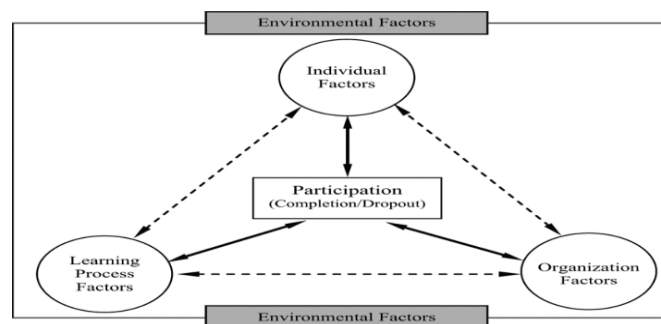 Environmental Factors
Individual
Factors
Participation
(Completion/Dropout)
Learning
Process
Factors
Organization
Factors
Environmental Factors